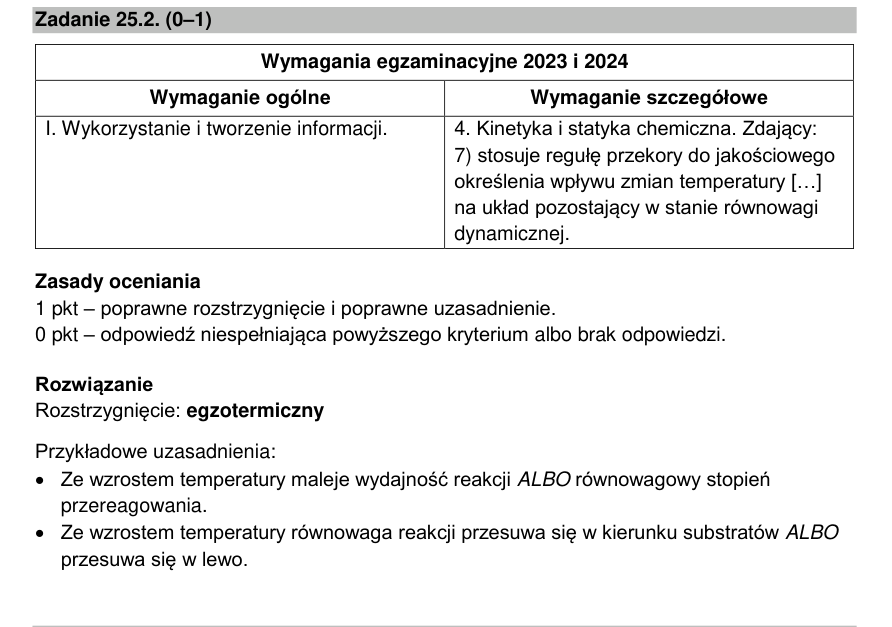 Zadanie 25.2. (0–1)
Wymagania egzaminacyjne 2023 i 2024
Wymaganie ogólne
Wymaganie szczegółowe
I. Wykorzystanie i tworzenie informacji.
4. Kinetyka i statyka chemiczna. Zdający:
7) stosuje regułę przekory do jakościowego
określenia wpływu zmian temperatury […]
na układ pozostający w stanie równowagi
dynamicznej.
Zasady oceniania
1 pkt – poprawne rozstrzygnięcie i poprawne uzasadnienie.
0 pkt – odpowiedź niespełniająca powyższego kryterium albo brak odpowiedzi.
Rozwiązanie
Rozstrzygnięcie: egzotermiczny
Przykładowe uzasadnienia:
• Ze wzrostem temperatury maleje wydajność reakcji ALBO równowagowy stopień
przereagowania.
• Ze wzrostem temperatury równowaga reakcji przesuwa się w kierunku substratów ALBO
przesuwa się w lewo.